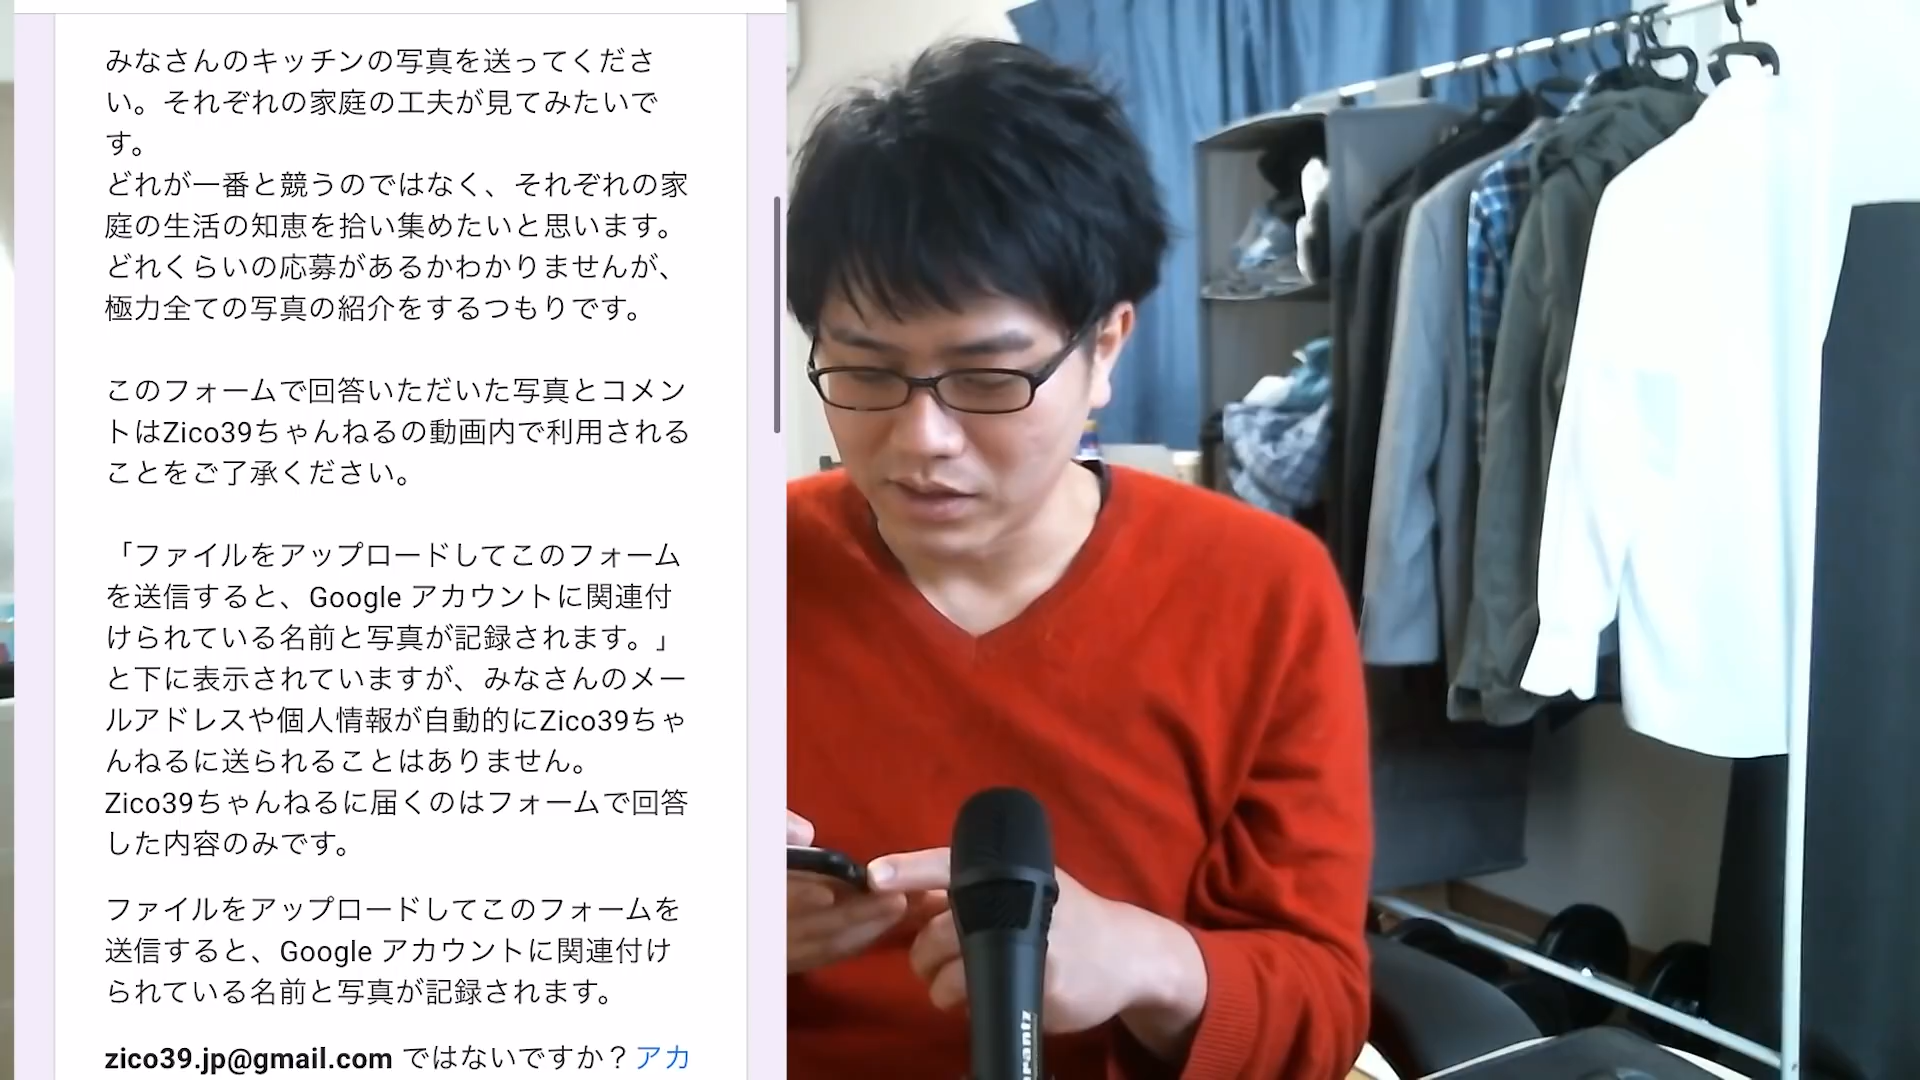 みなさんのキッチンの写真を送ってくださ
い。それぞれの家庭の工夫が見てみたいで
す。
どれが一番と競うのではなく、それぞれの家
庭の生活の知恵を拾い集めたいと思います。
どれくらいの応募があるかわかりませんが、
極力全ての写真の紹介をするつもりです。
このフォームで回答いただいた写真とコメン
トはZico39ちゃんねるの動画内で利用される
ことをご了承ください。
「ファイルをアップロードしてこのフォーム
を送信すると、Google アカウントに関連付
けられている名前と写真が記録されます。」
と下に表示されていますが、みなさんのメー
ルアドレスや個人情報が自動的にZico39ちゃ
んねるに送られることはありません。
Zico39ちゃんねるに届くのはフォームで回答
した内容のみです。
ファイルをアップロードしてこのフォームを
送信すると、Google アカウントに関連付け
られている名前と写真が記録されます。
zico39.jp@gmail.com ではないですか？アカ